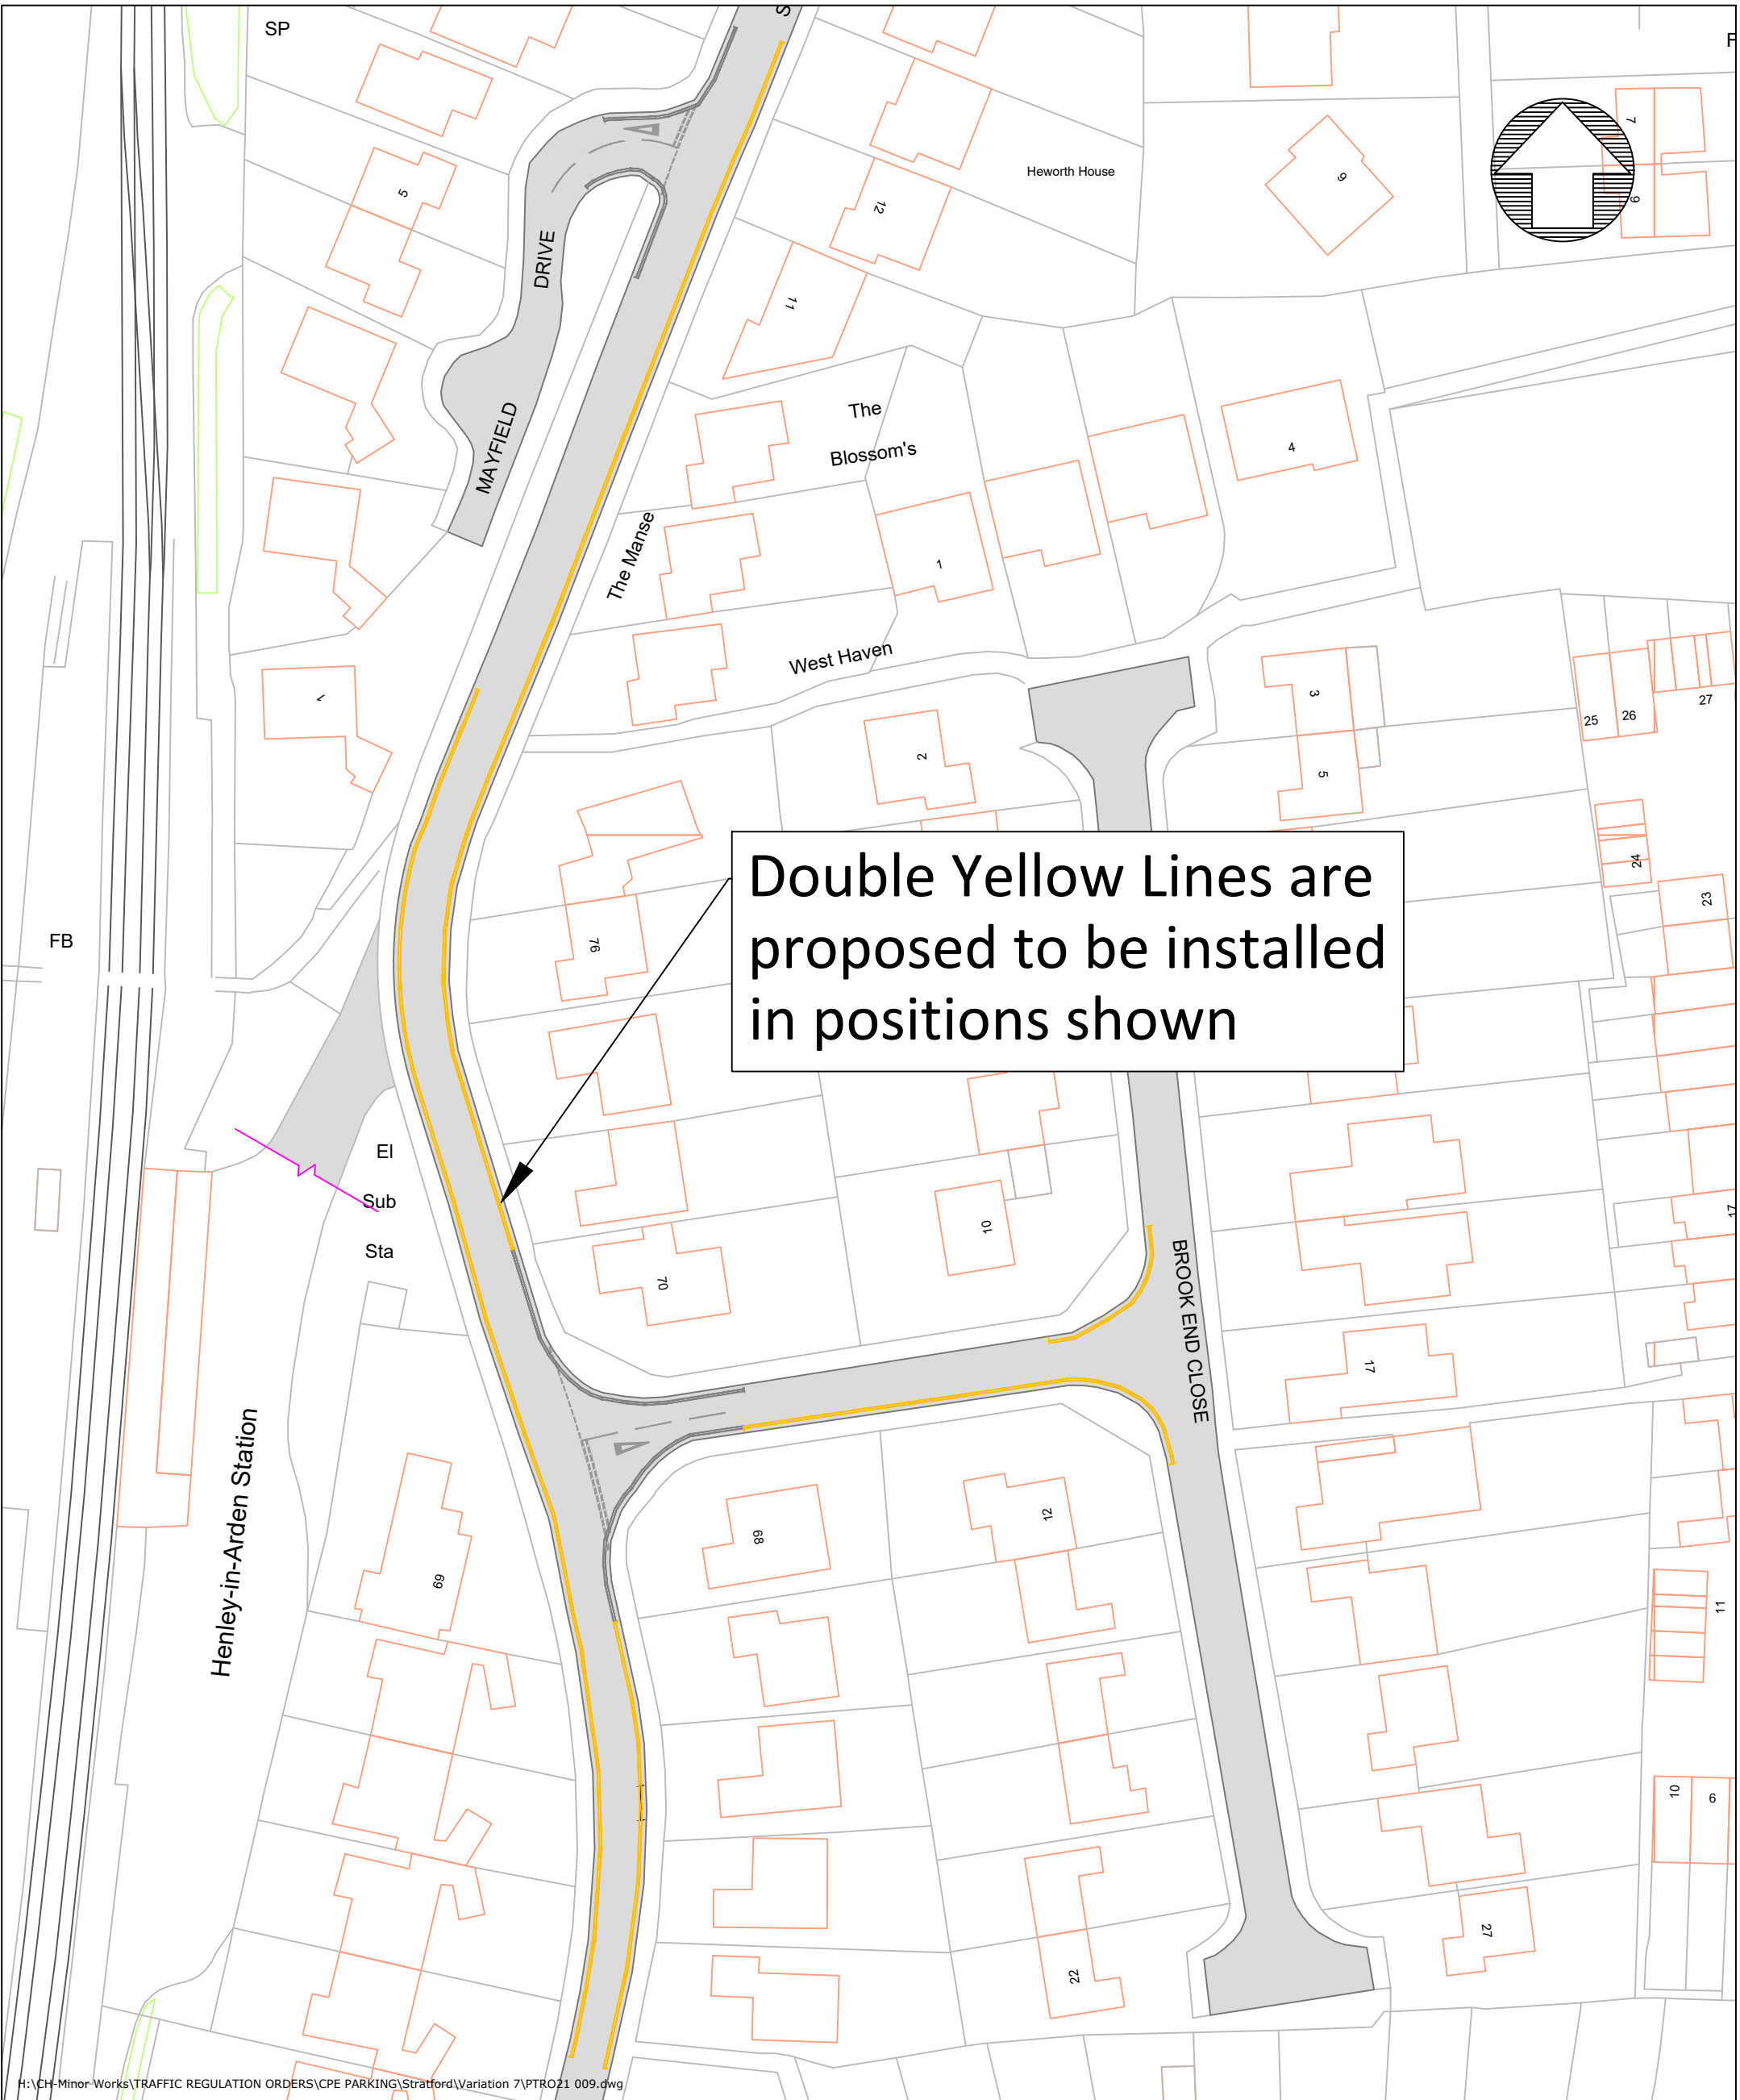 SP
S
F
7
9
Heworth House
9
5
12
DRIVE
11
MAYFIELD
The
Blossom's
4
The Manse
1
West Haven
1
3
25
26
27
2
5
Double Yellow Lines are
proposed to be installed
in positions shown
24
23
76
FB
El
Sub
Sta
10
17
70
BROOK END CLOSE
17
Henley-in-Arden Station
68
12
69
11
10
6
27
22
H:\CH-Minor Works\TRAFFIC REGULATION ORDERS\CPE PARKING\Stratford\Variation 7\PTRO21 009.dwg